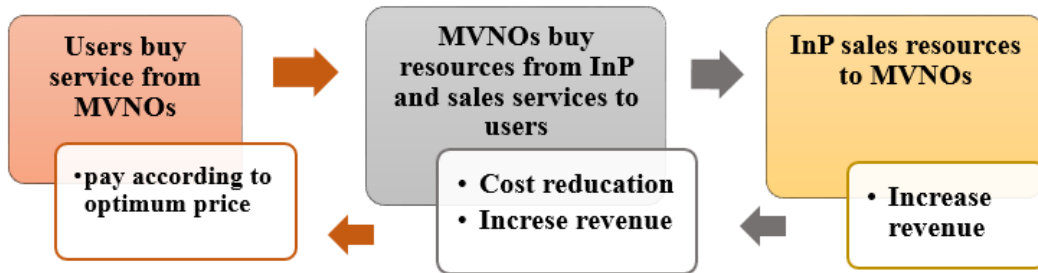 Users buy
service from
MVNOs
•pay according to
optimum price
MVNOs buy
resources from InP
and sales services to
users
• Cost reducation
• Increse revenue
InP sales resources
to MVNOs
• Increase
revenue